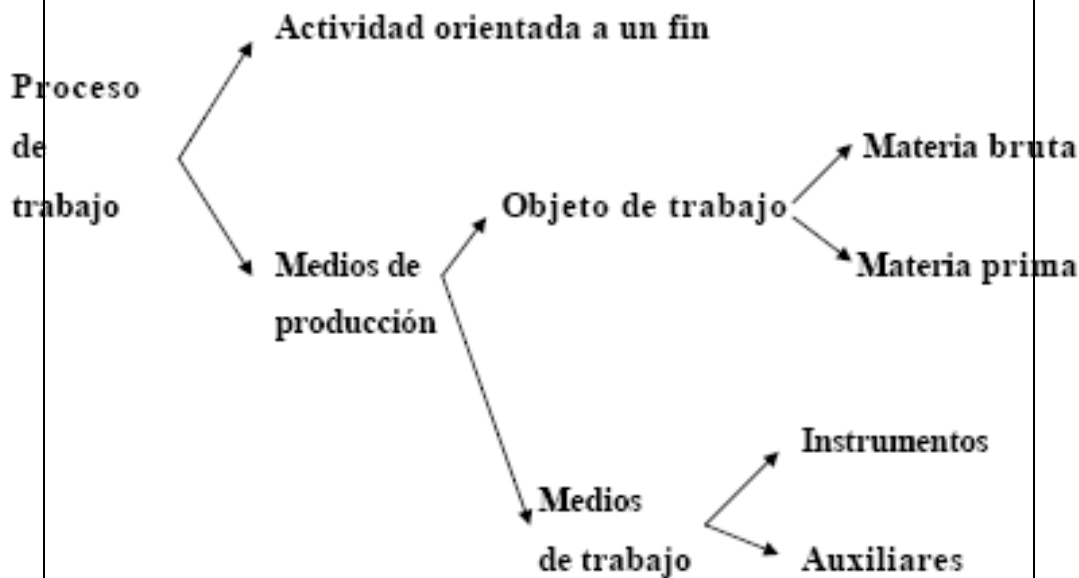 Actividad orientada a un fin
Proceso
de
trabajo
Materia bruta
Objeto de trabajo
Materia prima
Medios de
producción
Instrumentos
Medios
de trabajo
Auxiliares